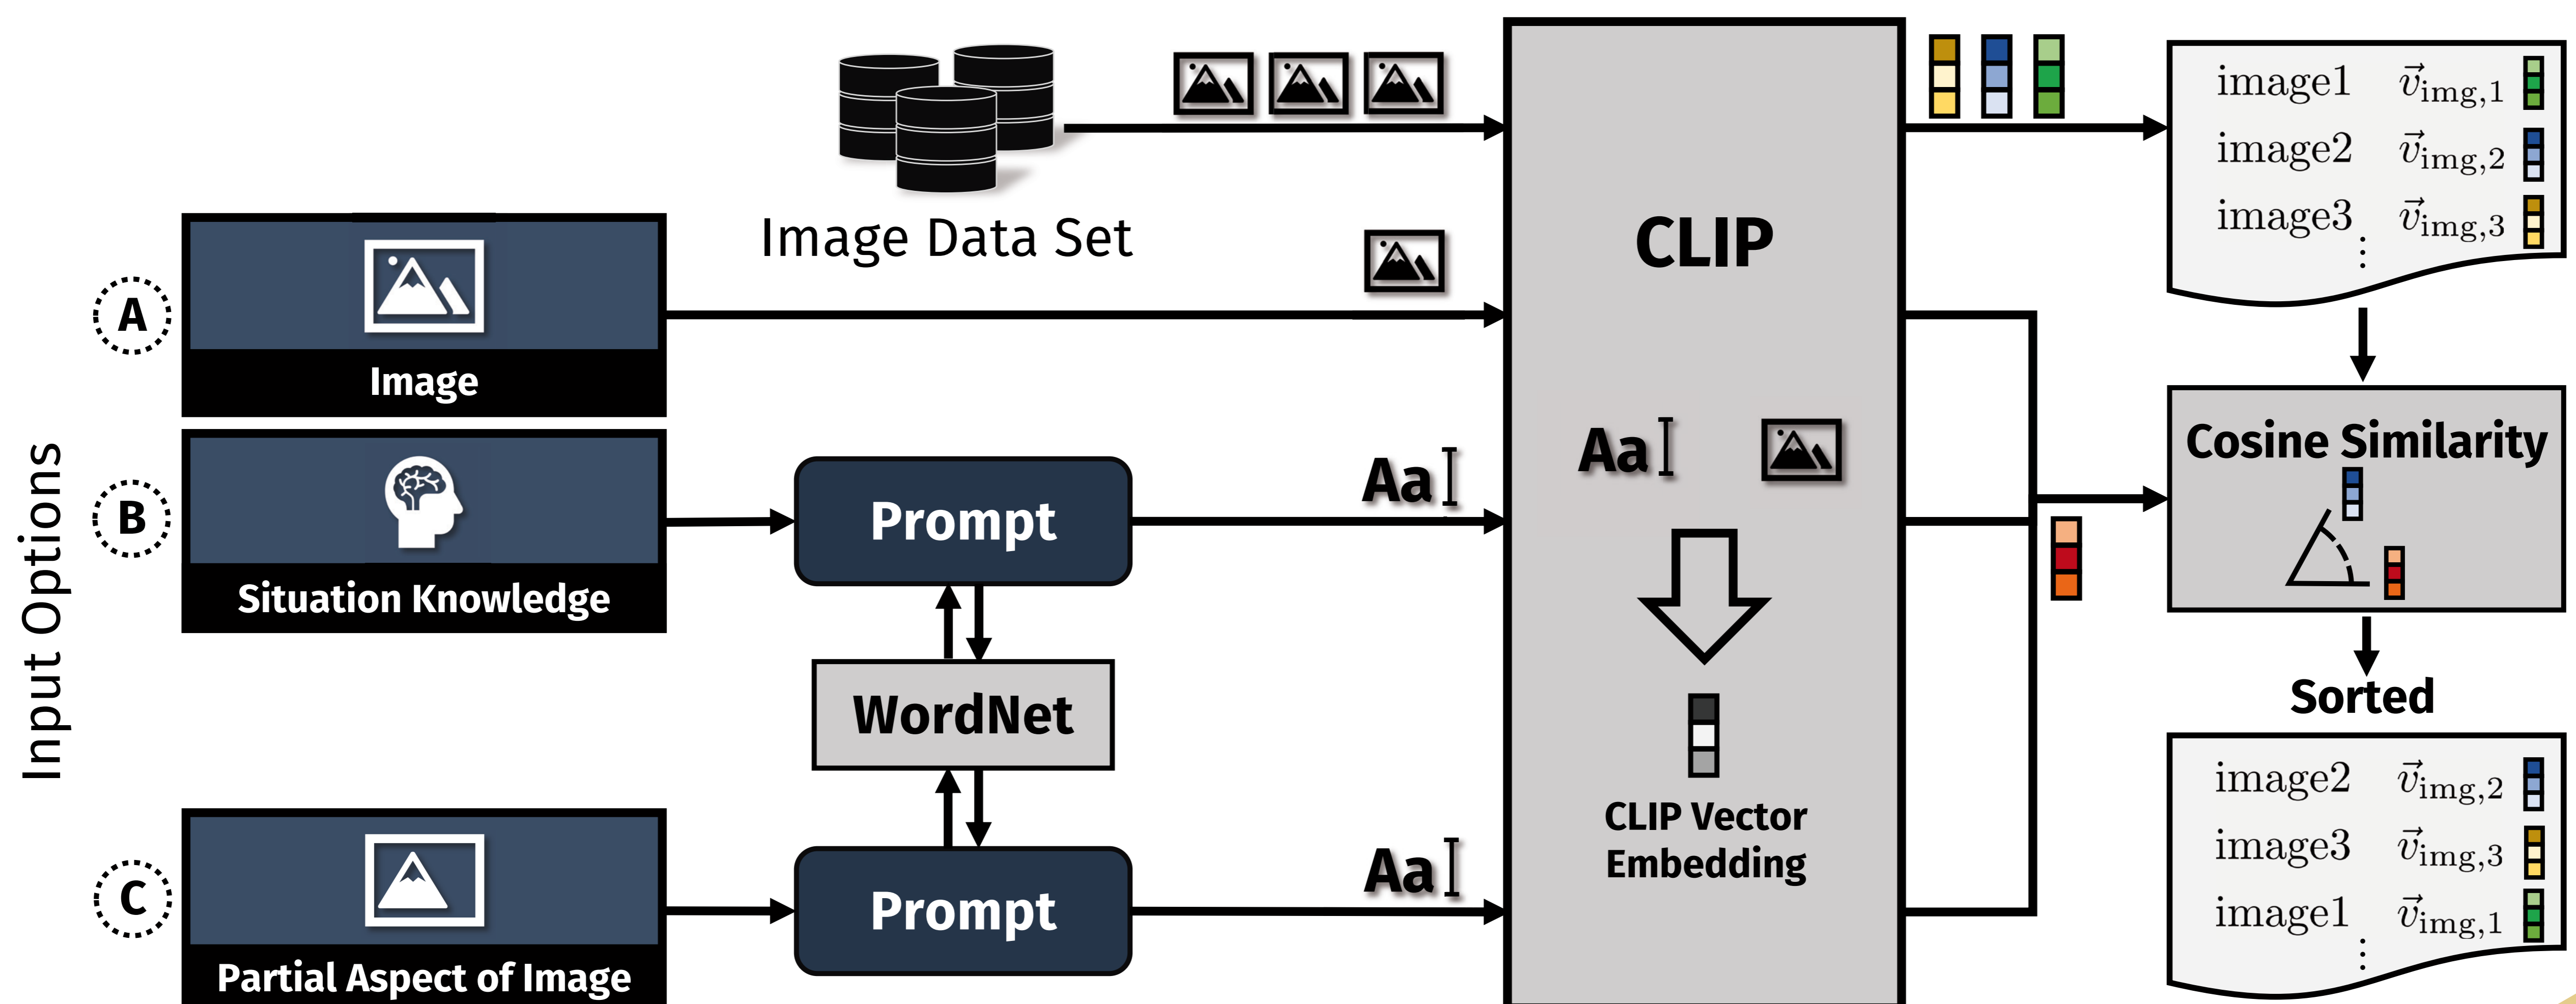 Image Data Set
Input Options
A
Image
B
Situation Knowledge
C
Partial Aspect of Image
Prompt
WordNet
Prompt
Aa
Aa
CLIP
Aa
CLIP Vector
Embedding
image1 v⃗img,1
image2 v⃗img,2
image3 v⃗img,3
⋮
Cosine Similarity
Sorted
image2 v⃗img,2
image3 v⃗img,3
image1 v⃗img,1
⋮